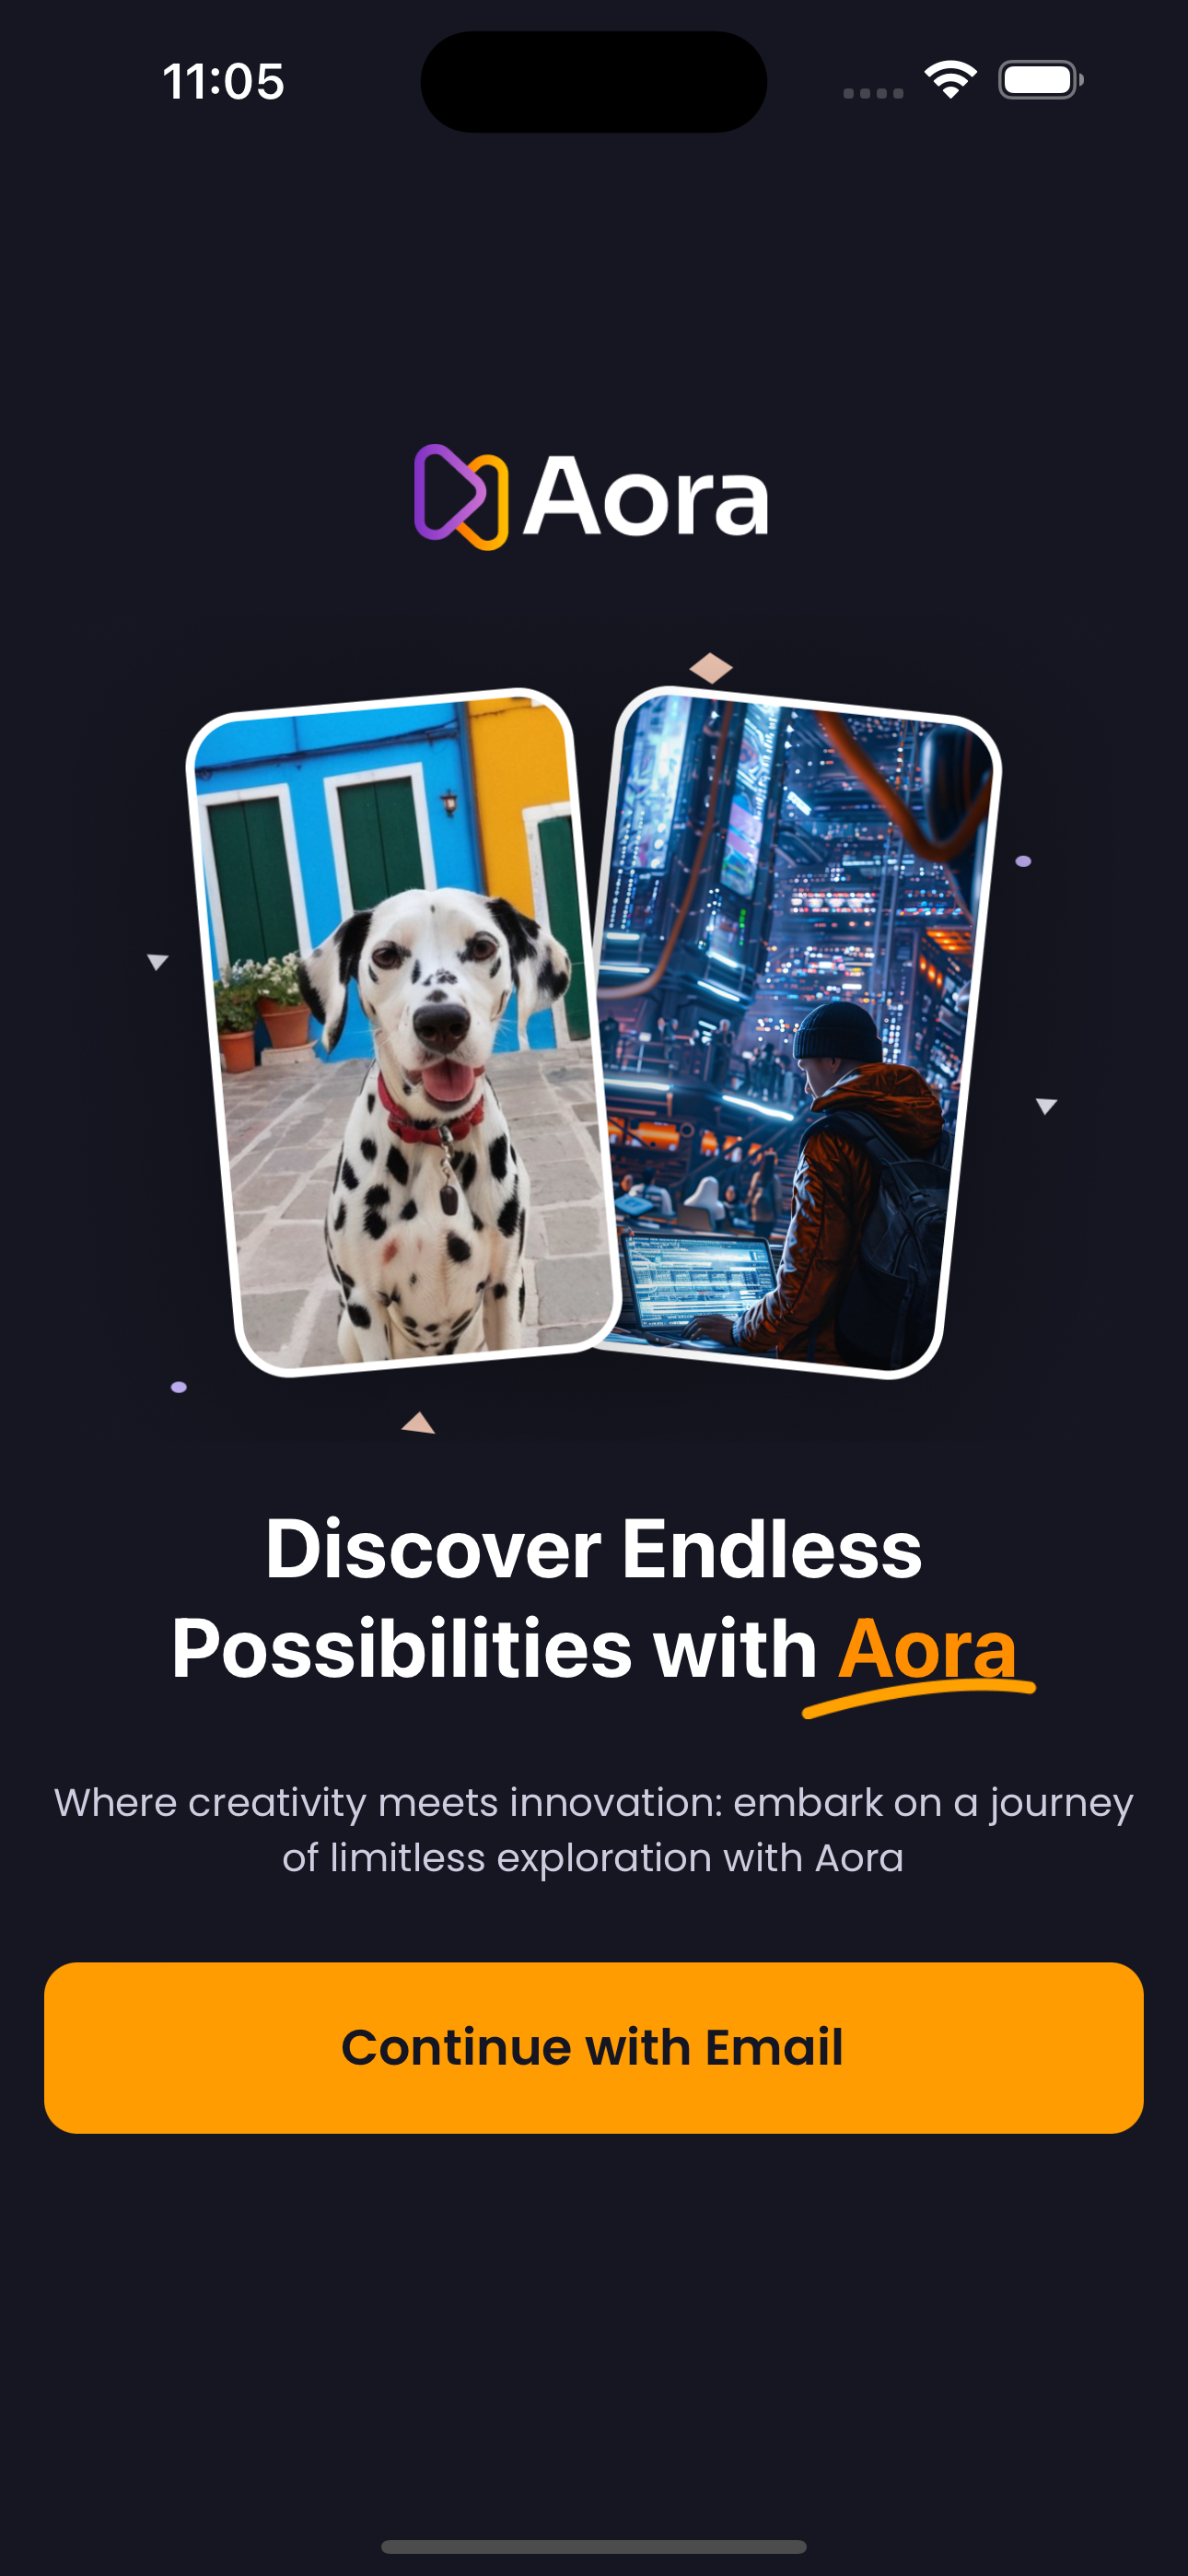 11:05
Aora
Discover Endless
Possibilities with Aora
Where creativity meets innovation: embark on a journey
of limitless exploration with Aora
Continue with Email